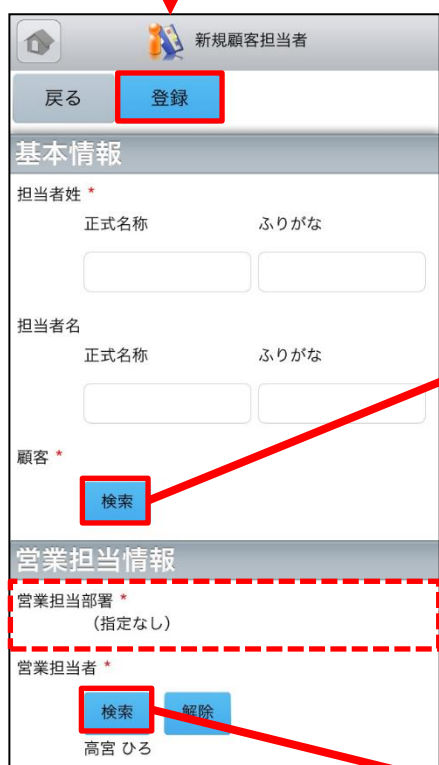 新規顧客担当者
戻る 登録
基本情報
担当者姓 *
正式名称 ふりがな
担当者名
正式名称 ふりがな
顧客 *
検索
営業担当情報
営業担当部署 *
（指定なし）
営業担当者 *
検索 解除
高宮 ひろ